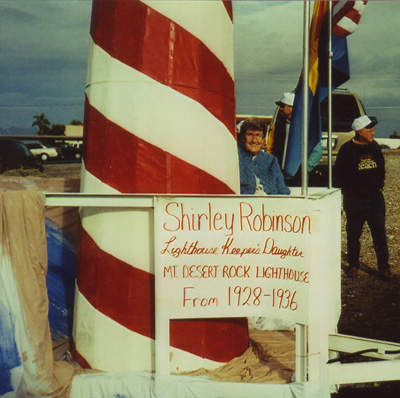 Shirley Robinson
Lighthouse Keeper's Daughter
MT. DESERT ROCK LIGHTHOUSE
From 1928-1936